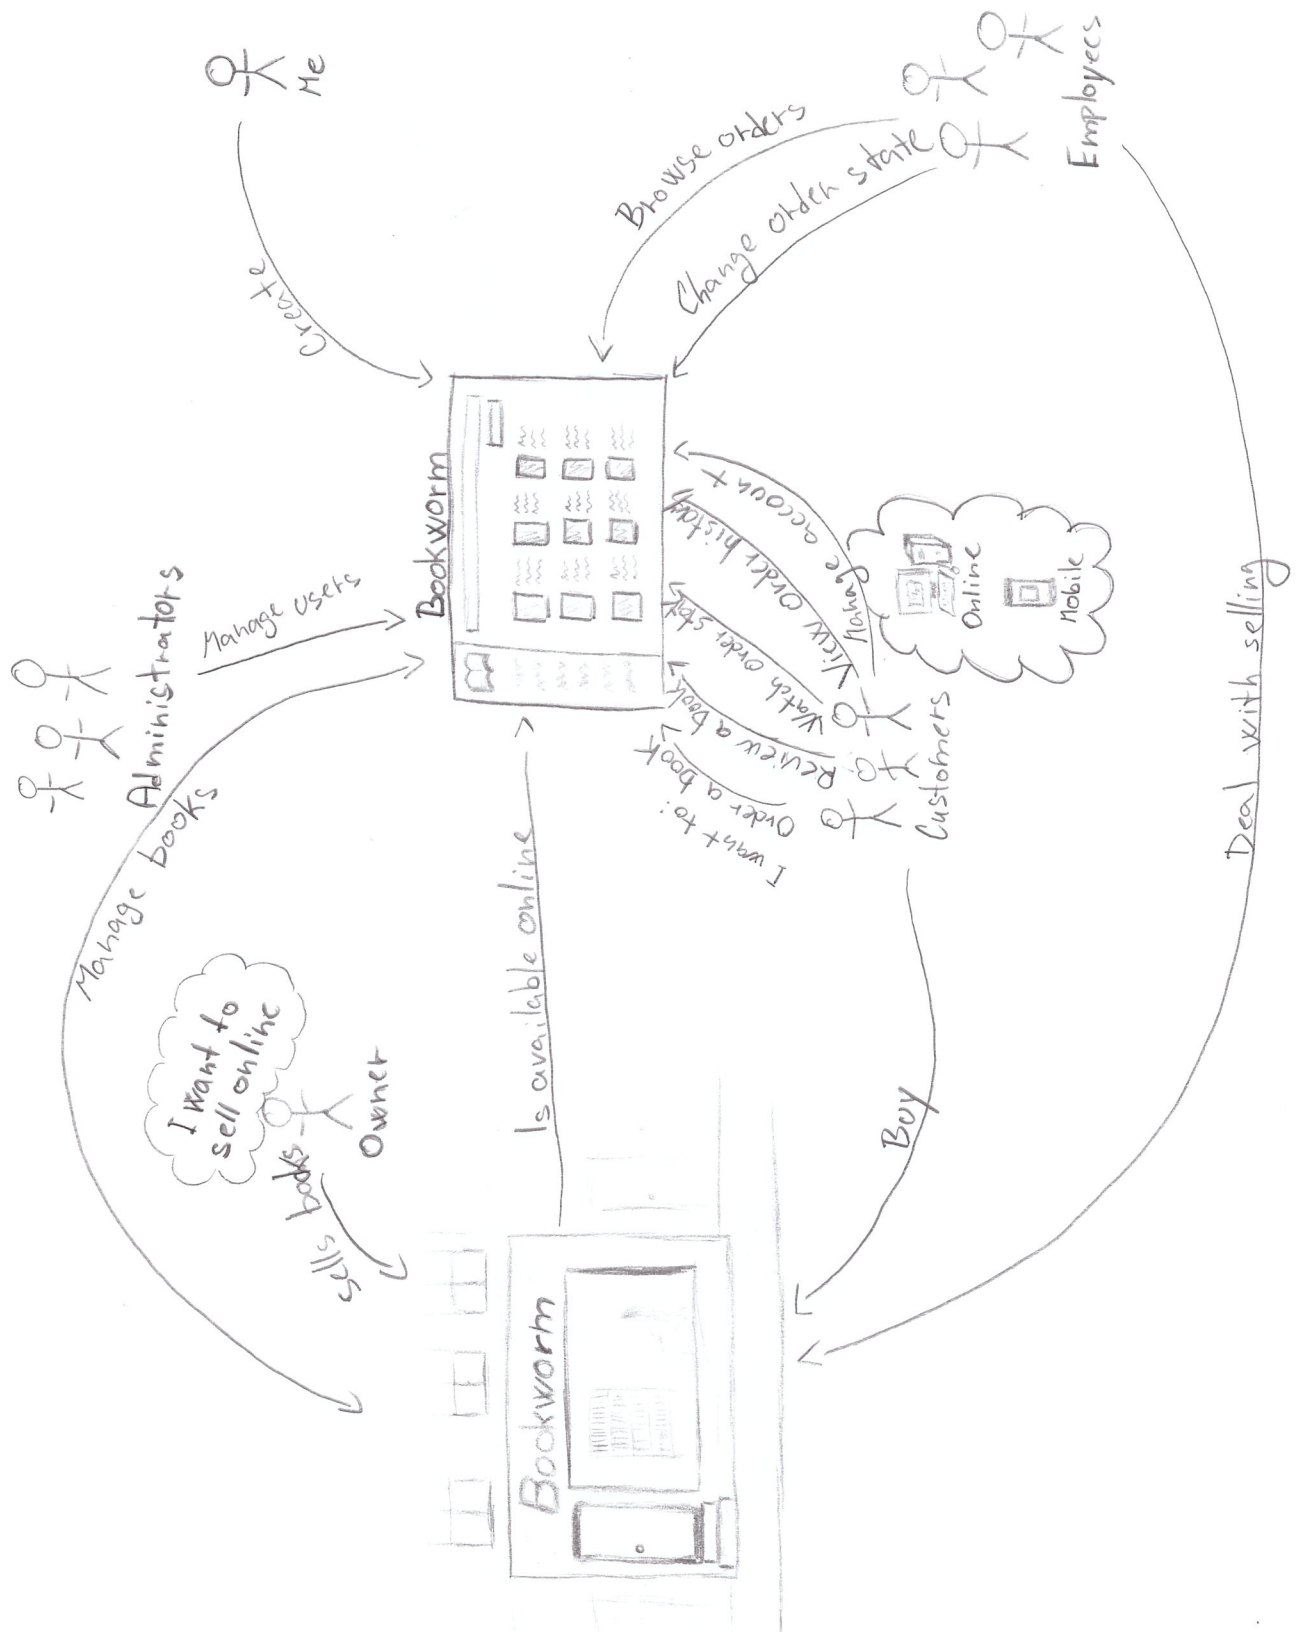 Administrators
Manage users
Manage books
Me
Create
I want to
sell online
Owner
Sells books
Bookworm
Is available online
Bookworm
Browse orders
Change order state
Employees
I want to:
Order a book
Review a book
Watch order
View order history
Manage account
Customers
Online
Mobile
Buy
Deal with selling